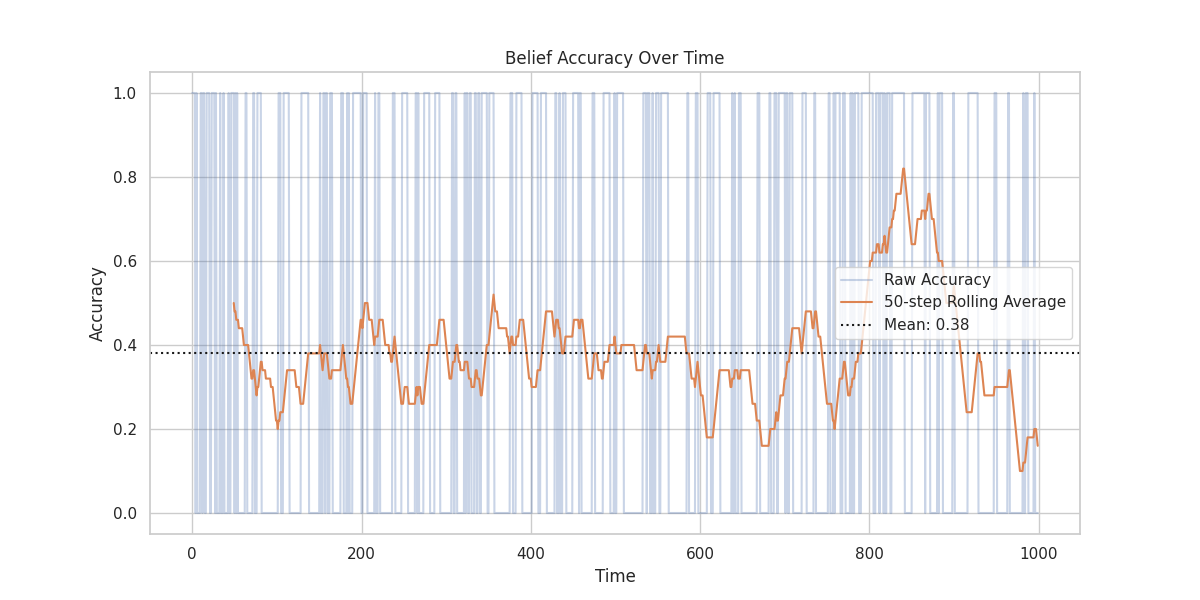 Belief Accuracy Over Time
Accuracy
1.0
0.8
0.6
0.4
0.2
0.0
Raw Accuracy
50-step Rolling Average
Mean: 0.38
0 200 400 600 800 1000
Time